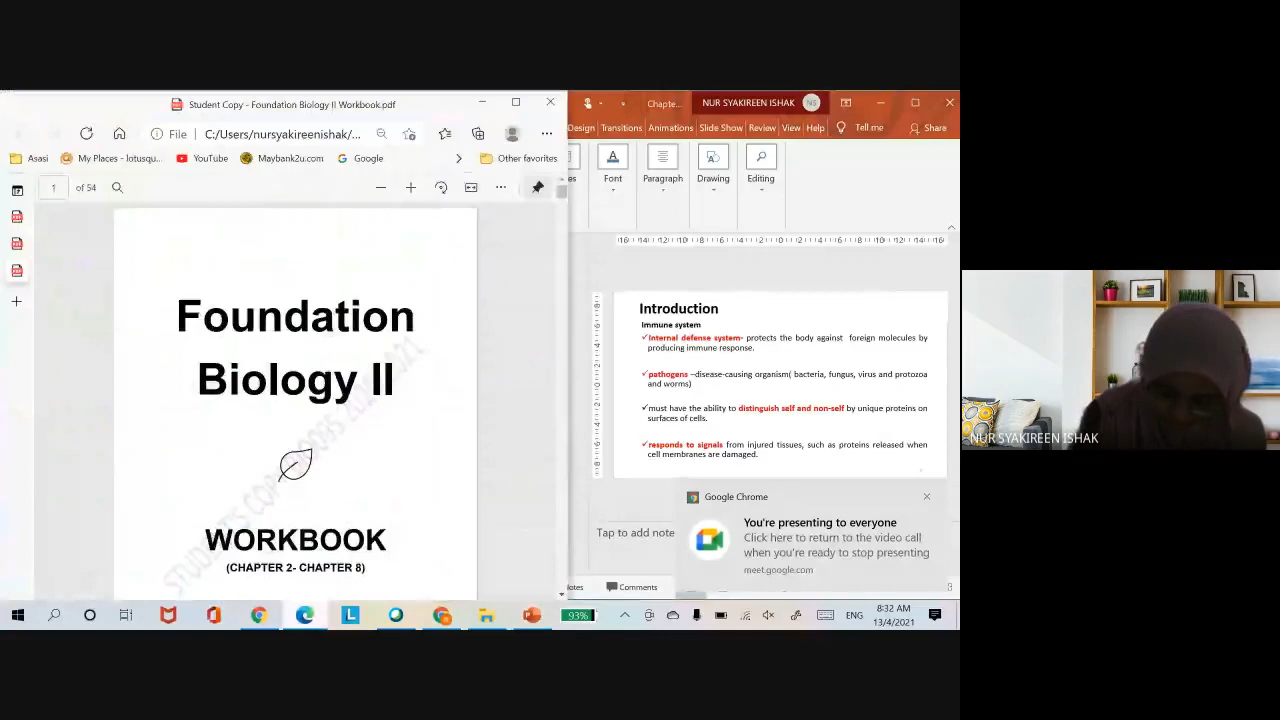 Student Copy - Foundation Biology II Workbook.pdf
File
C:/Users/nursyakireenishak/...
Asasi
My Places - lotusqu...
YouTube
Maybank2u.com
Google
Other favorites
1 of 54
Foundation
Biology II
WORKBOOK
(CHAPTER 2- CHAPTER 8)
Chapte...
NUR SYAKIREEN ISHAK
NS
Design Transitions Animations Slide Show Review View Help Tell me Share
Font Paragraph Drawing Editing
Introduction
Immune system
✓Internal defense system- protects the body against foreign molecules by
producing immune response.
✓pathogens –disease-causing organism( bacteria, fungus, virus and protozoa
and worms)
✓must have the ability to distinguish self and non-self by unique proteins on
surfaces of cells.
✓responds to signals from injured tissues, such as proteins released when
cell membranes are damaged.
Tap to add note
Google Chrome
You're presenting to everyone
Click here to return to the video call
when you're ready to stop presenting
meet.google.com
Comments
93%
ENG
8:32 AM
13/4/2021
NUR SYAKIREEN ISHAK